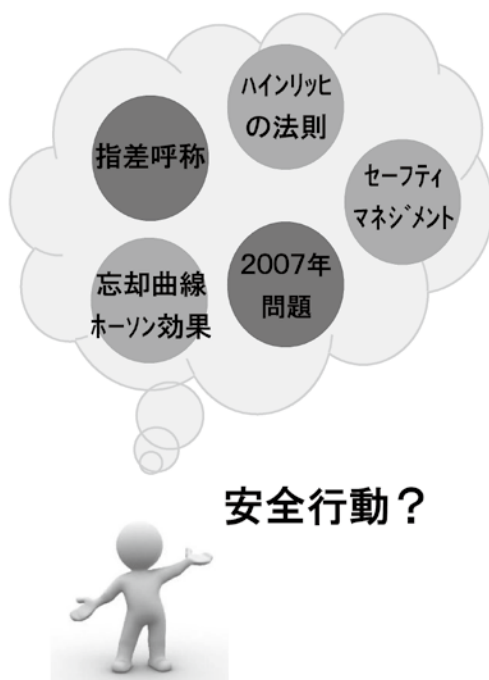 ハインリッヒ
の法則
指差呼称
セーフティ
マネジメント
2007年
問題
忘却曲線
ホーソン効果
安全行動？